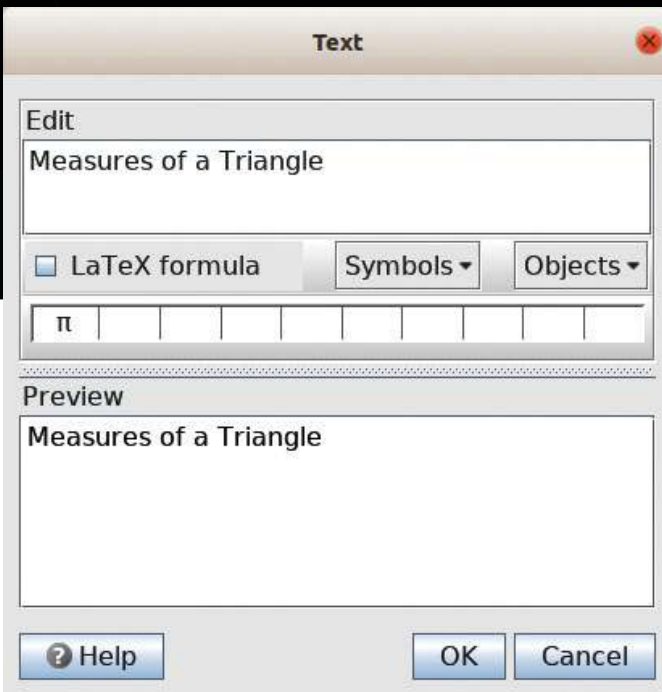 Text
Edit
Measures of a Triangle
LaTeX formula Symbols Objects
π
Preview
Measures of a Triangle
Help OK Cancel